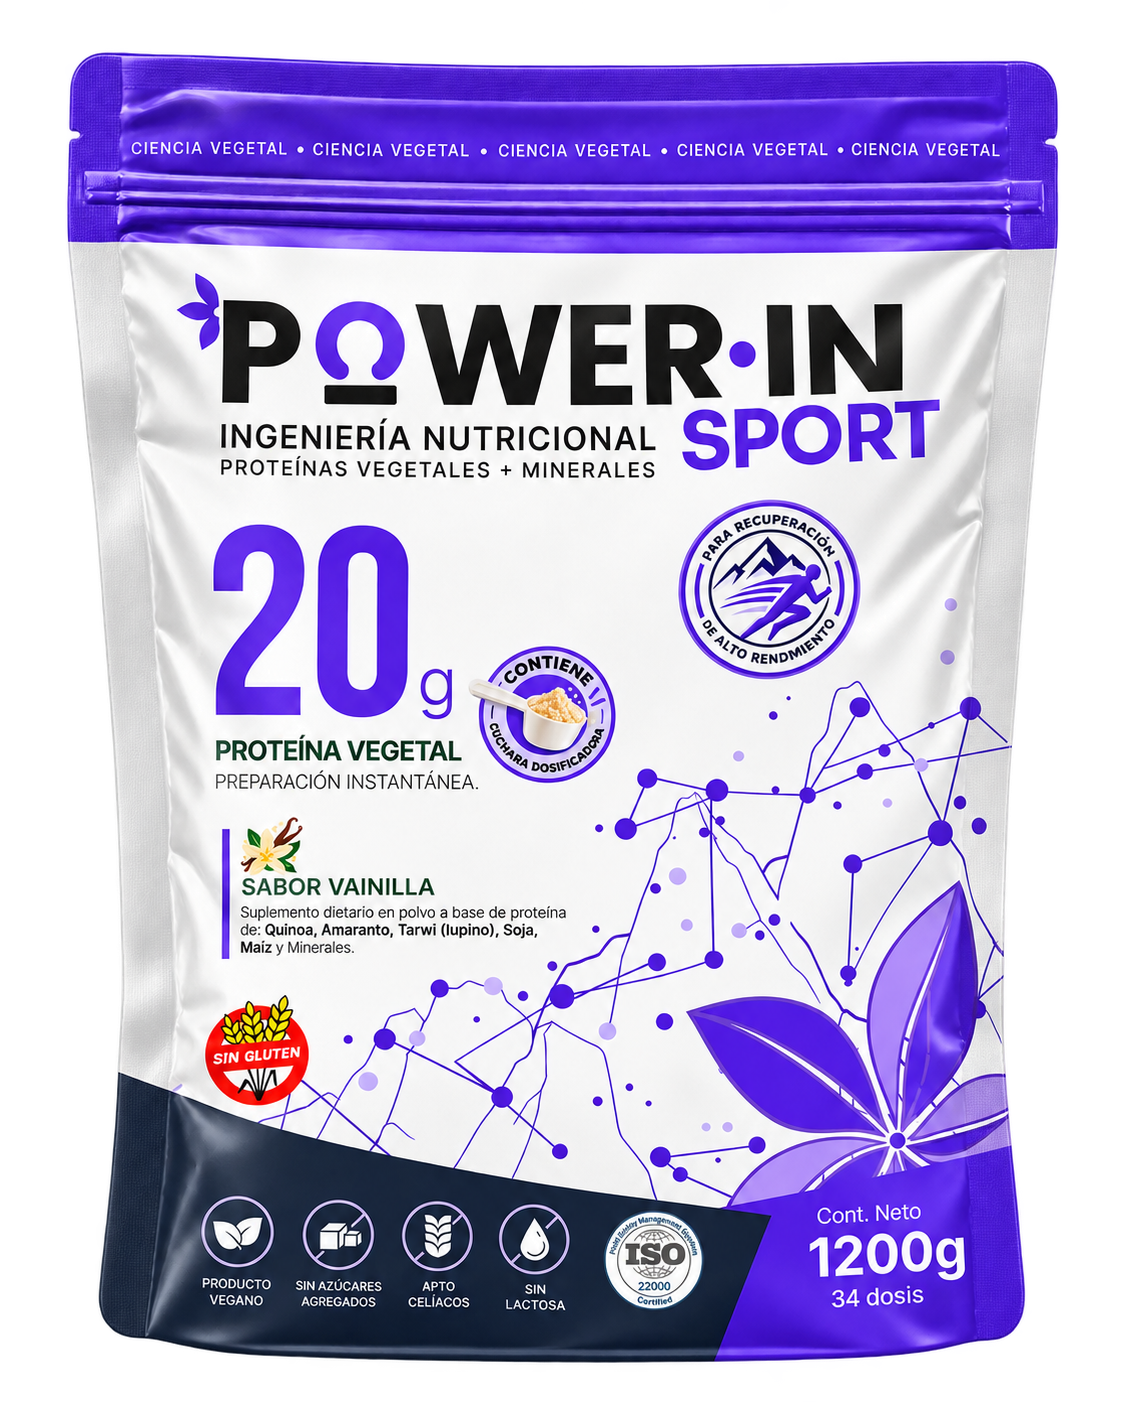 CIENCIA VEGETAL • CIENCIA VEGETAL • CIENCIA VEGETAL • CIENCIA VEGETAL • CIENCIA VEGETAL
POWER·IN
SPORT
INGENIERÍA NUTRICIONAL
PROTEÍNAS VEGETALES + MINERALES
PARA RECUPERACIÓN
DE ALTO RENDMIENTO
20g
CONTIENE
CUCHARA DOSIFICADORA
PROTEÍNA VEGETAL
PREPARACIÓN INSTANTÁNEA.
SABOR VAINILLA
Suplemento dietario en polvo a base de proteína
de: Quinoa, Amaranto, Tarwi (lupino), Soja,
Maíz y Minerales.
SIN GLUTEN
PRODUCTO
VEGANO
SIN AZÚCARES
AGREGADOS
APTO
CELÍACOS
SIN
LACTOSA
Management
ISO
22000
Certified
Cont. Neto
1200g
34 dosis